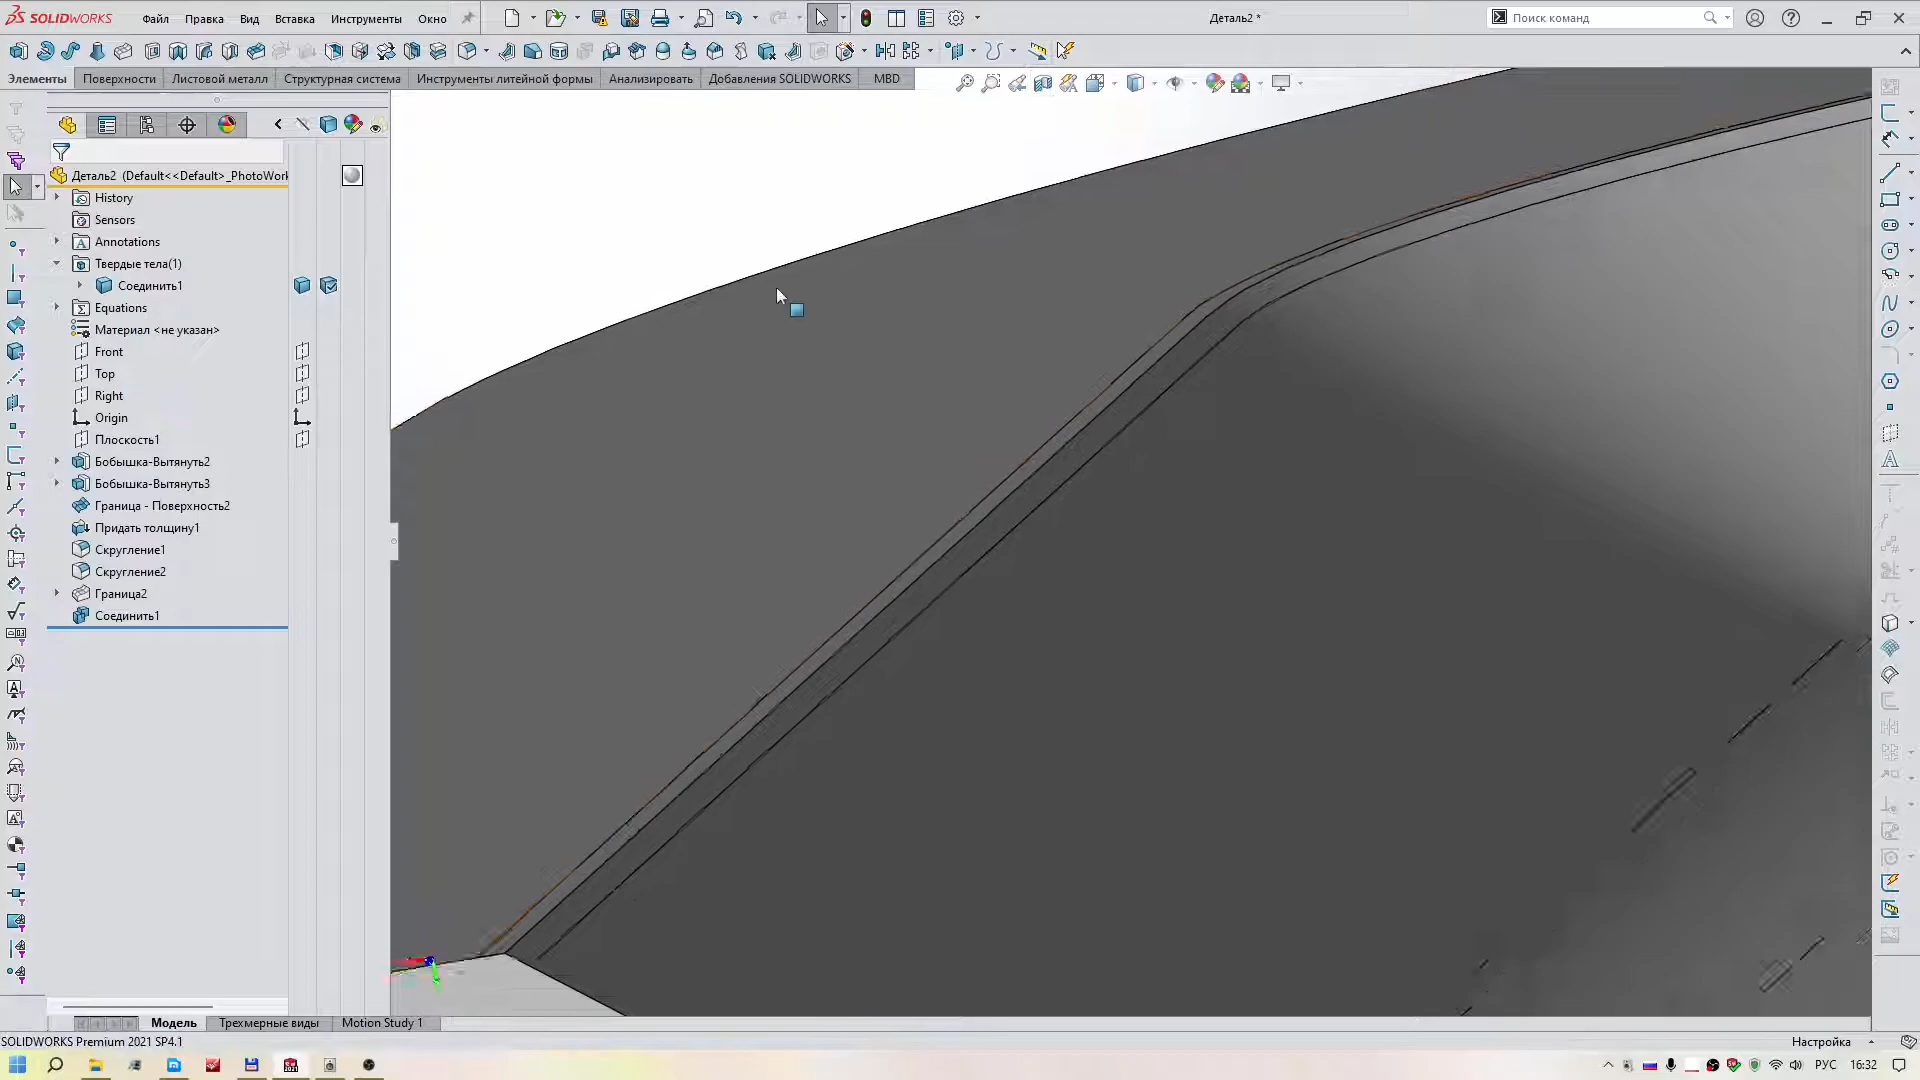 SOLIDWORKS
Файл
Правка
Вид
Вставка
Инструменты
Окно
Деталь2 *
Поиск команд
Элементы
Поверхности
Листовой металл
Структурная система
Инструменты литейной формы
Анализировать
Добавления SOLIDWORKS
MBD
Деталь2 (Default<<Default>_PhotoWork
History
Sensors
Annotations
Твердые тела(1)
Соединить1
Equations
Материал <не указан>
Front
Top
Right
Origin
Плоскость1
Бобышка-Вытянуть2
Бобышка-Вытянуть3
Граница - Поверхность2
Придать толщину1
Скругление1
Скругление2
Граница2
Соединить1
Модель
Трехмерные виды
Motion Study 1
SOLIDWORKS Premium 2021 SP4.1
Настройка
РУС
16:32